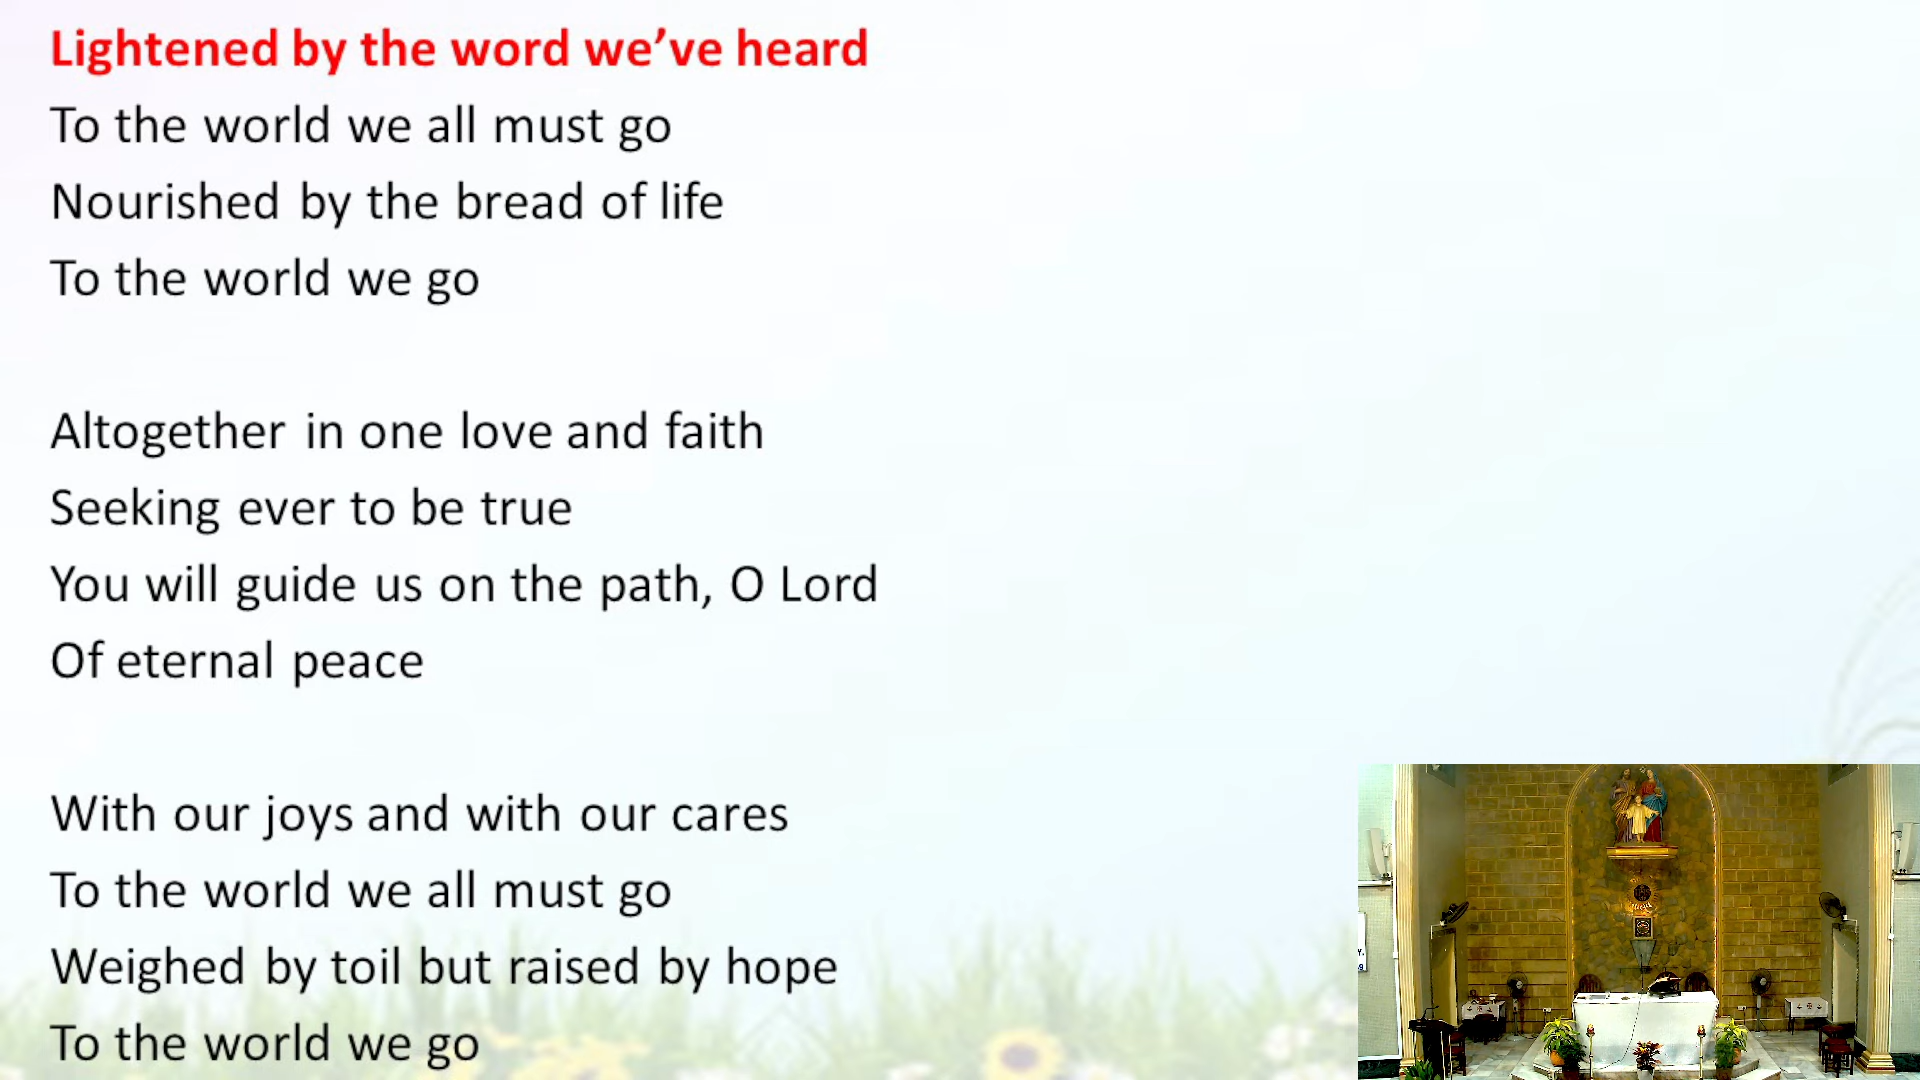 Lightened by the word we’ve heard
To the world we all must go
Nourished by the bread of life
To the world we go
Altogether in one love and faith
Seeking ever to be true
You will guide us on the path, O Lord
Of eternal peace
With our joys and with our cares
To the world we all must go
Weighed by toil but raised by hope
To the world we go